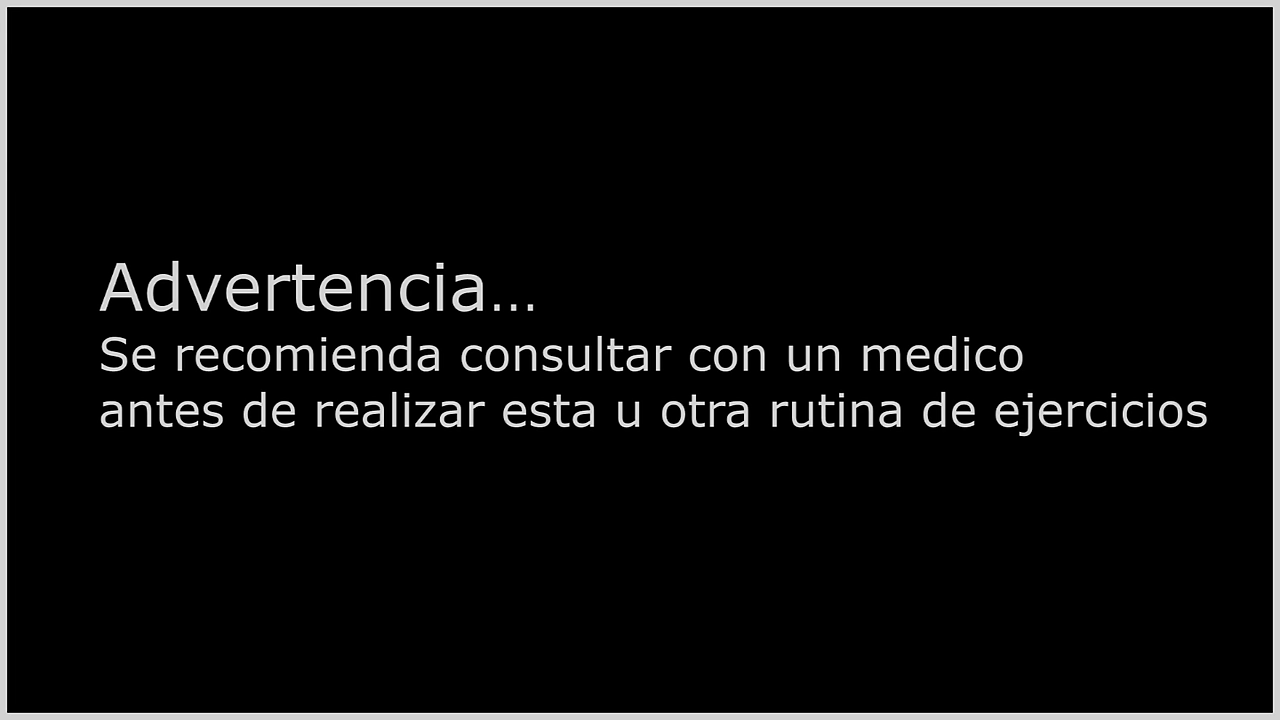 Advertencia...
Se recomienda consultar con un medico
antes de realizar esta u otra rutina de ejercicios